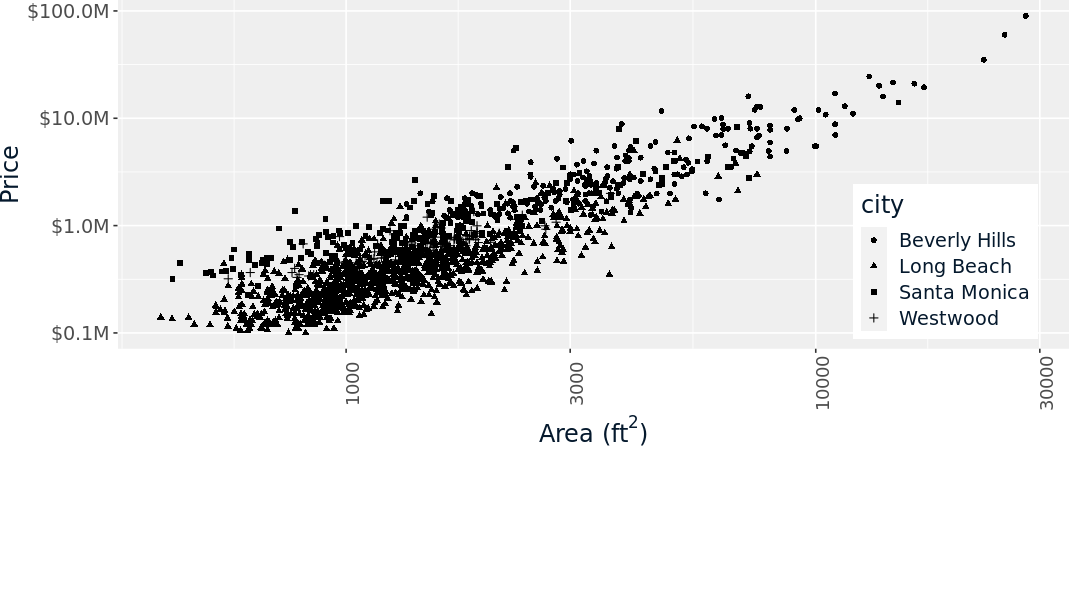 $100.0M
$10.0M
$1.0M
$0.1M
Price
1000
3000
10000
30000
Area (ft²)
city
Beverly Hills
Long Beach
Santa Monica
Westwood